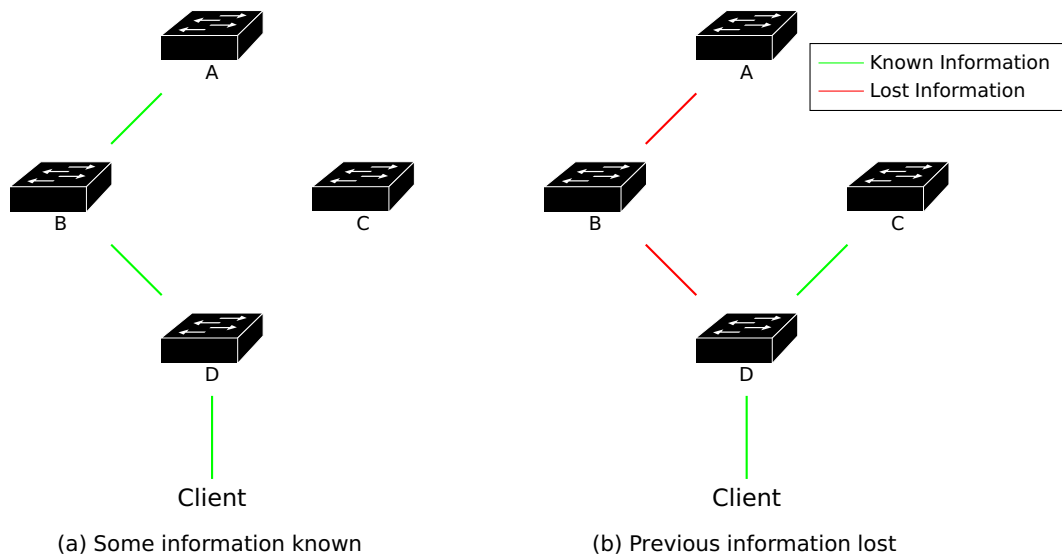 A
B
C
D
Client
(a) Some information known
A
Known Information
Lost Information
B
C
D
Client
(b) Previous information lost